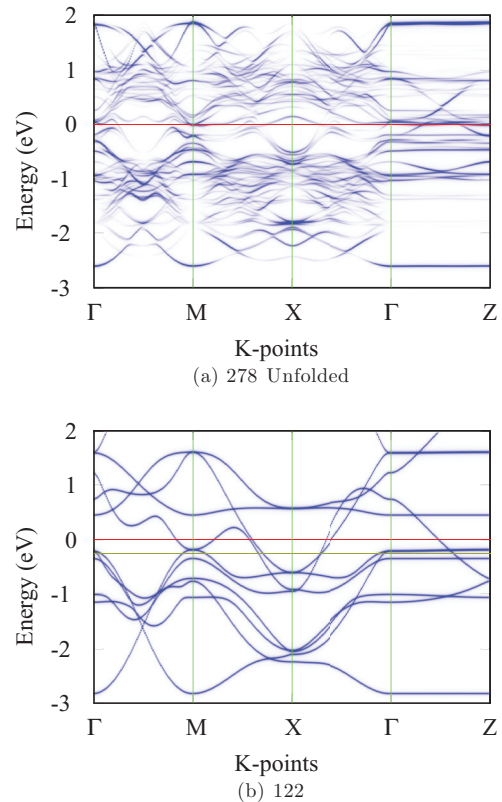 2
1
0
-1
-2
-3
Energy (eV)
Γ M X Γ Z
K-points
(a) 278 Unfolded
2
1
0
-1
-2
-3
Energy (eV)
Γ M X Γ Z
K-points
(b) 122